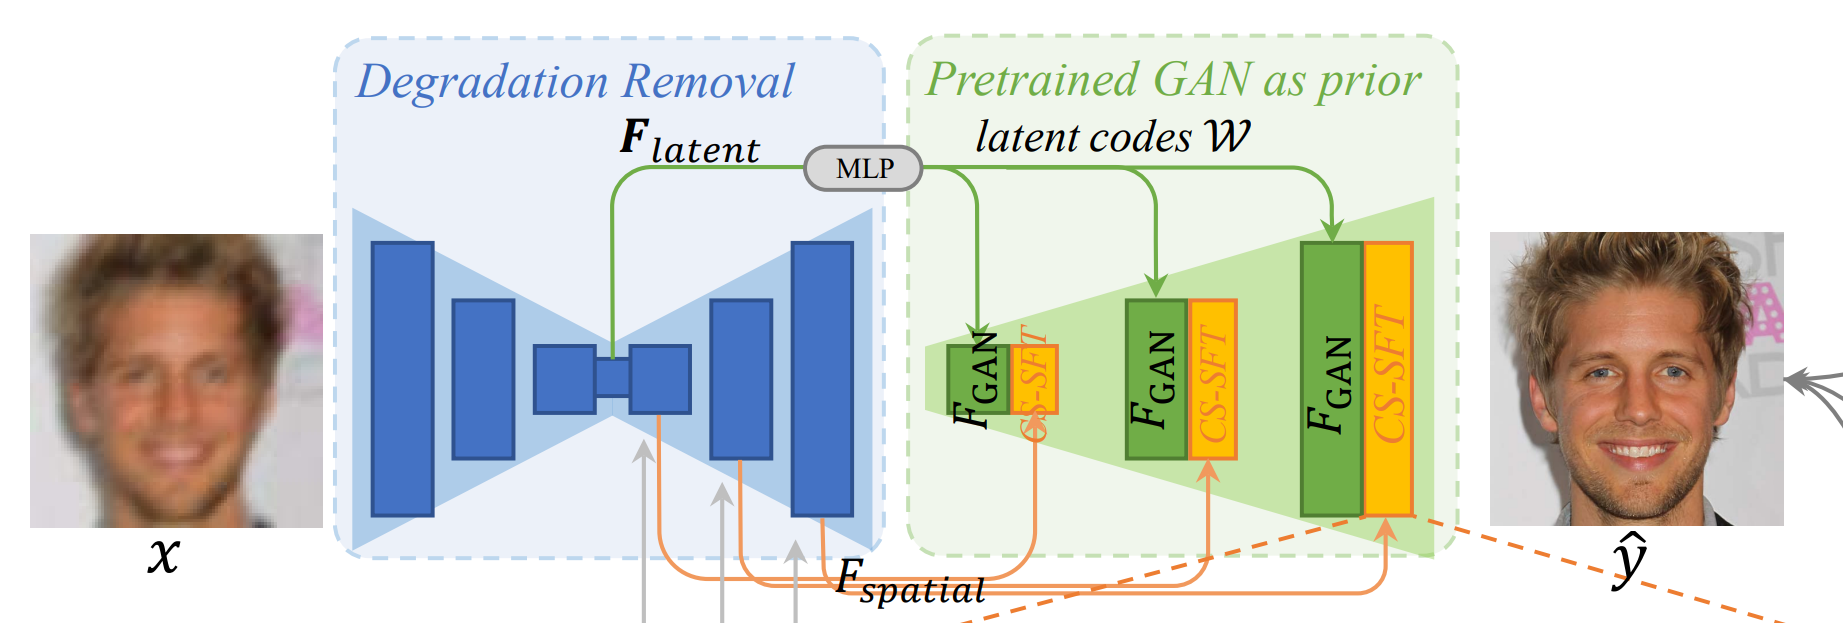 Degradation Removal
Pretrained GAN as prior
F latent
MLP
latent codes 𝒲
F GAN
CS-SFT
F GAN
CS-SFT
F GAN
CS-SFT
x
ŷ
F spatial